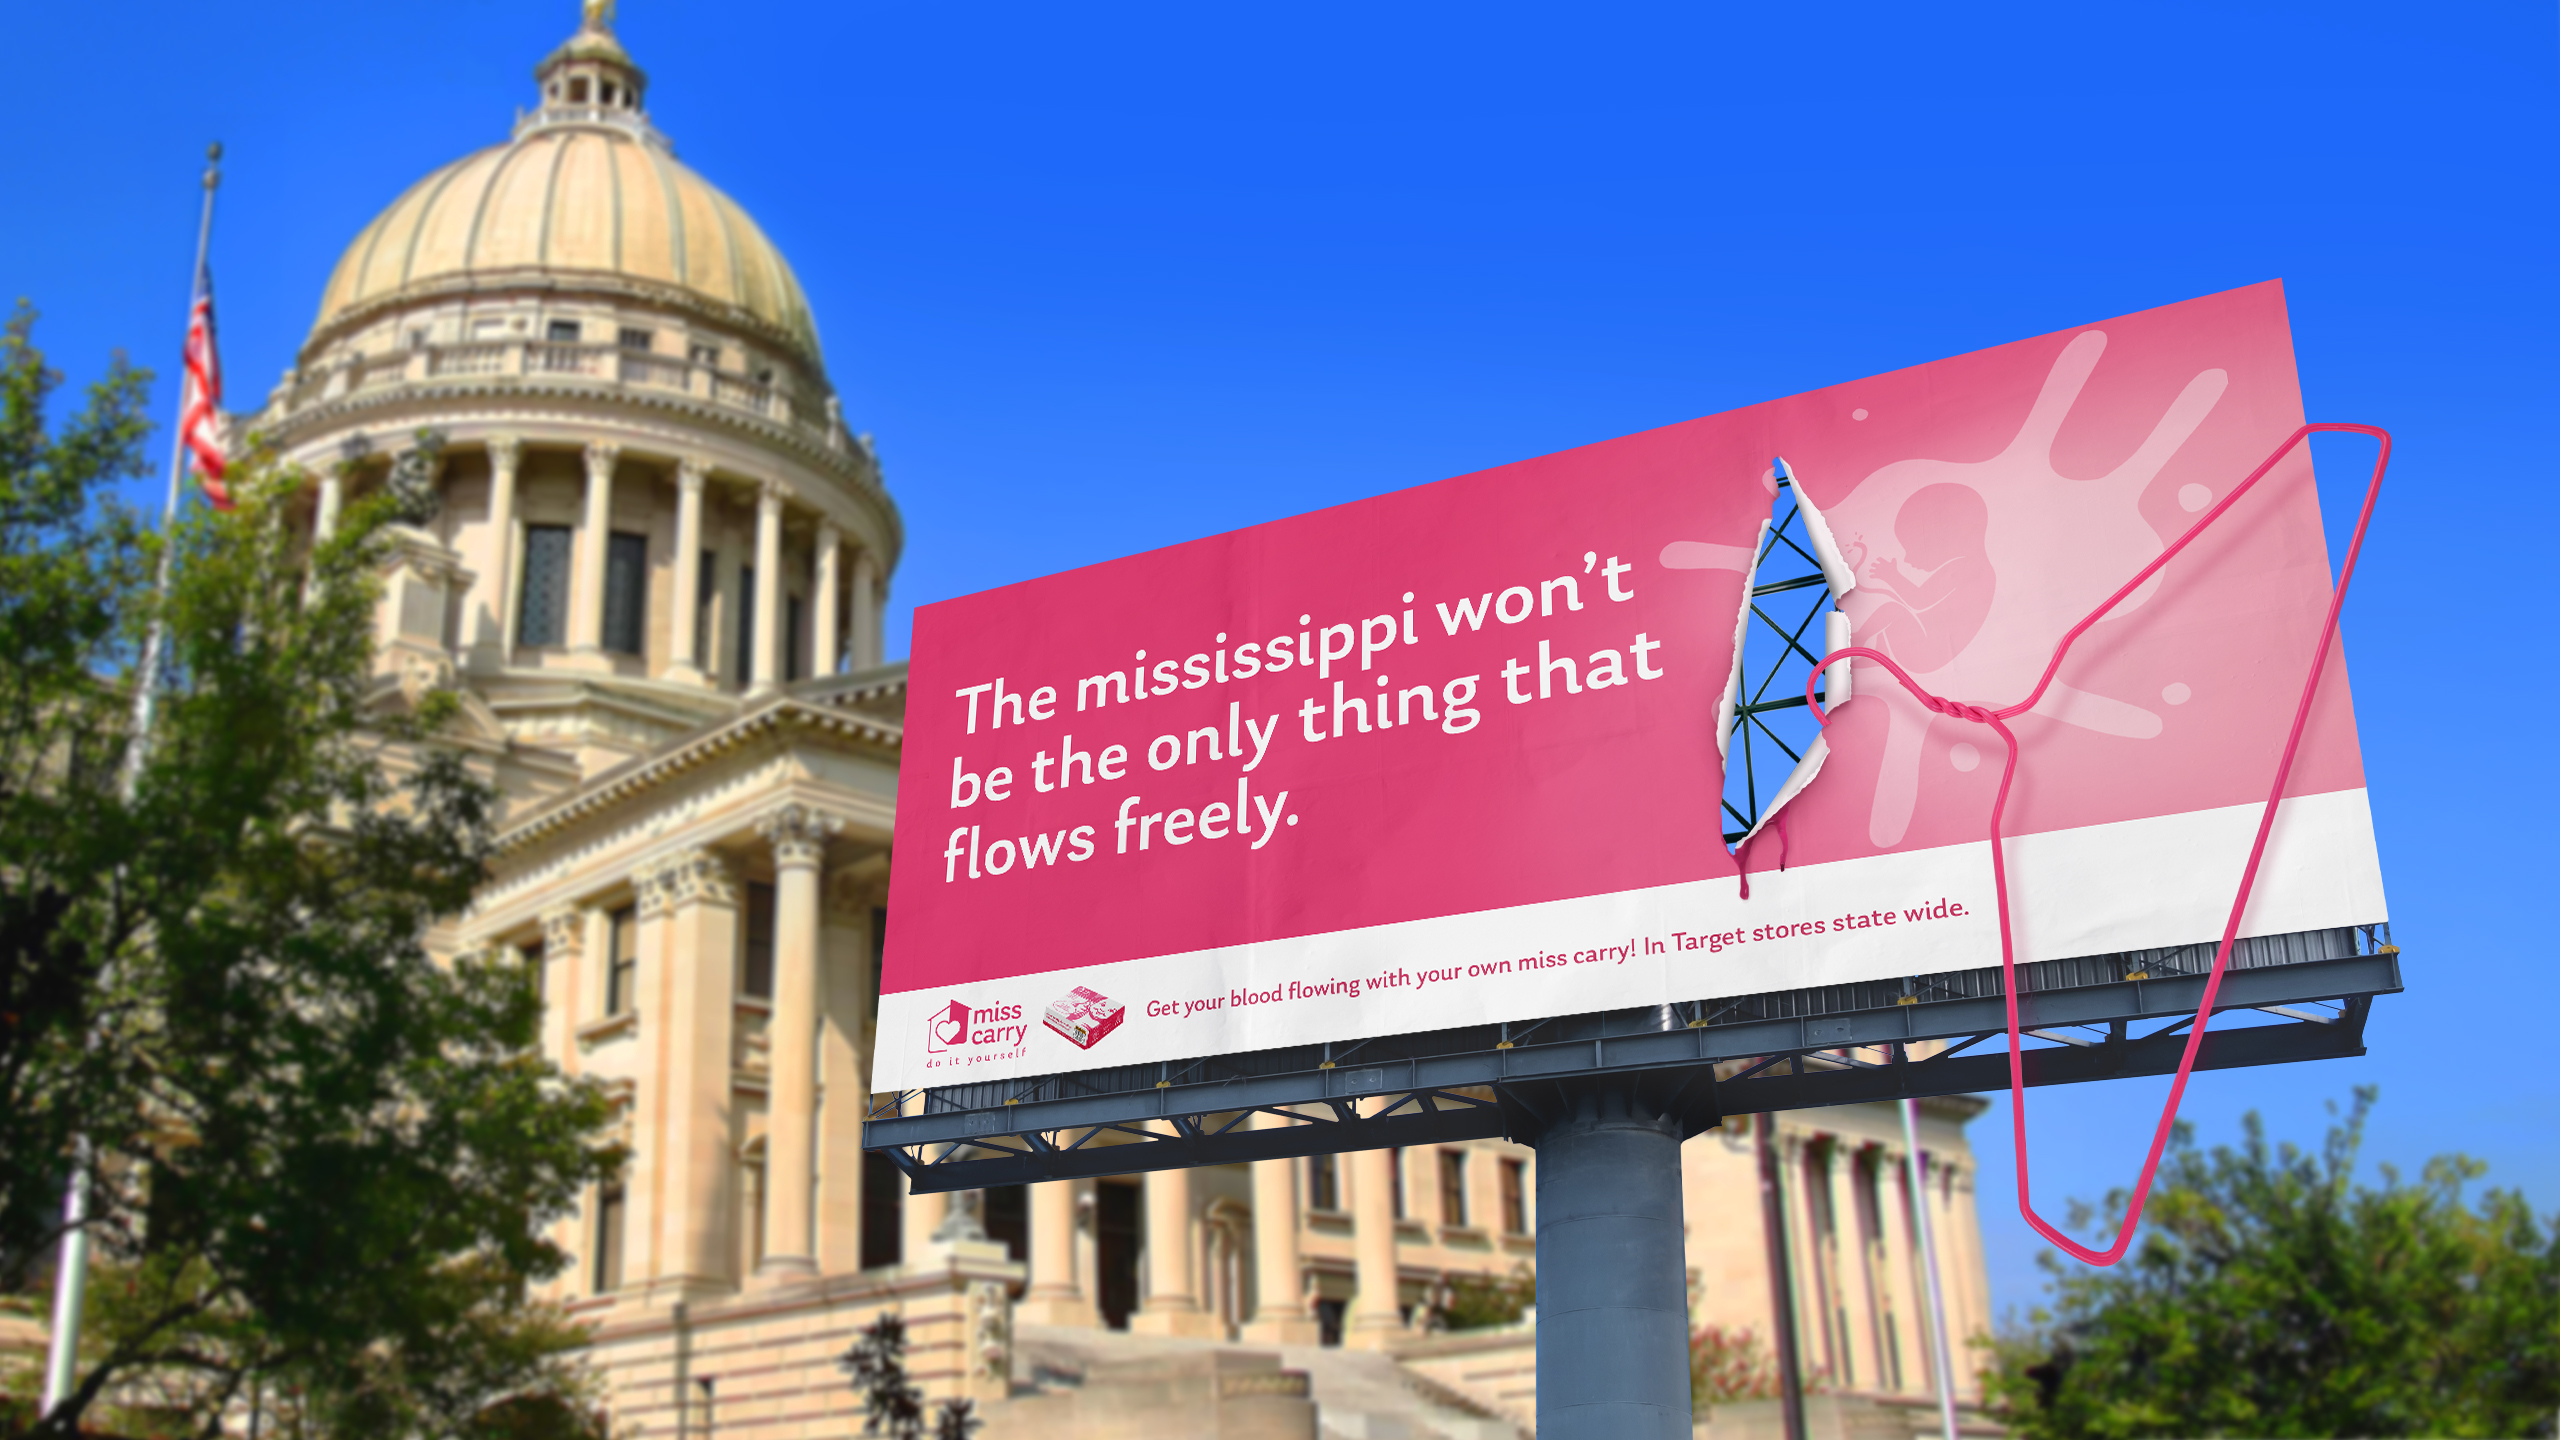 The mississippi won't
be the only thing that
flows freely.
miss
carry
do it yourself
Get your blood flowing with your own miss carry! In Target stores state wide.